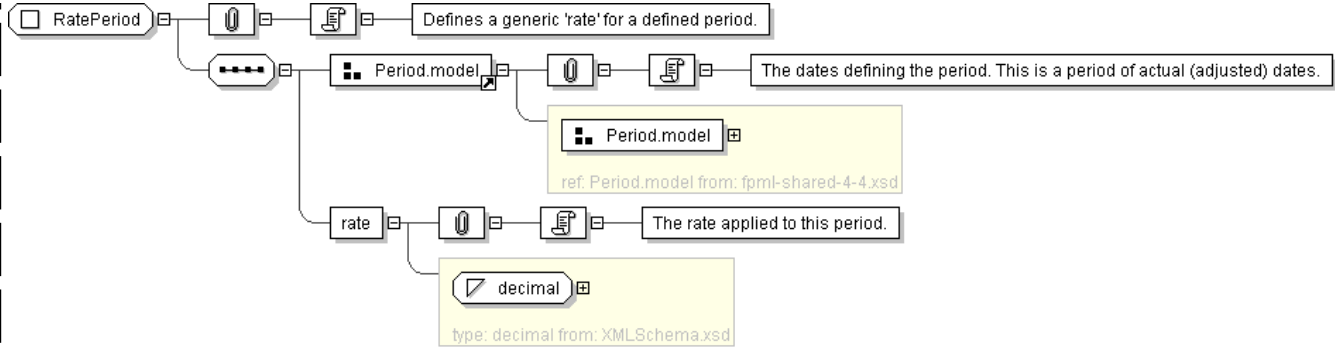 RatePeriod
Defines a generic 'rate' for a defined period.
Period.model
The dates defining the period. This is a period of actual (adjusted) dates.
Period.model
ref: Period.model from: fpml-shared-4-4.xsd
rate
The rate applied to this period.
decimal
type: decimal from: XMLSchema.xsd